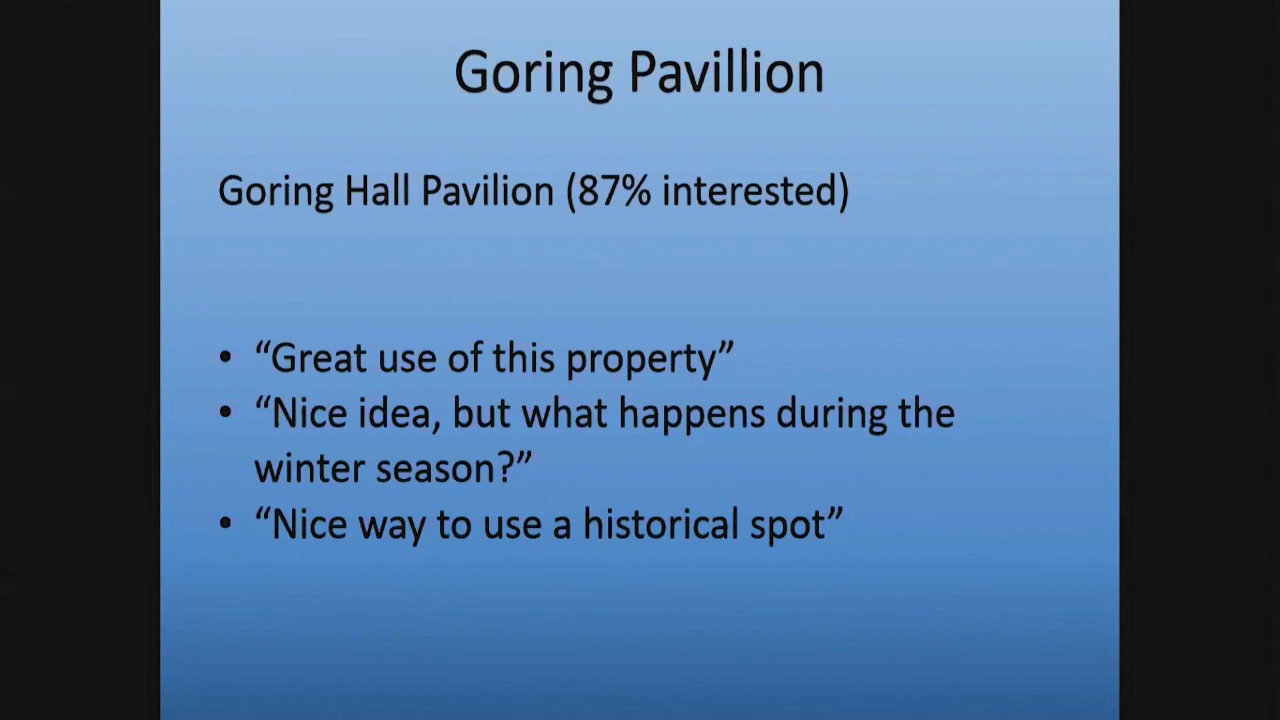 Goring Pavillion
Goring Hall Pavilion (87% interested)
• “Great use of this property”
• “Nice idea, but what happens during the
winter season?”
• “Nice way to use a historical spot”